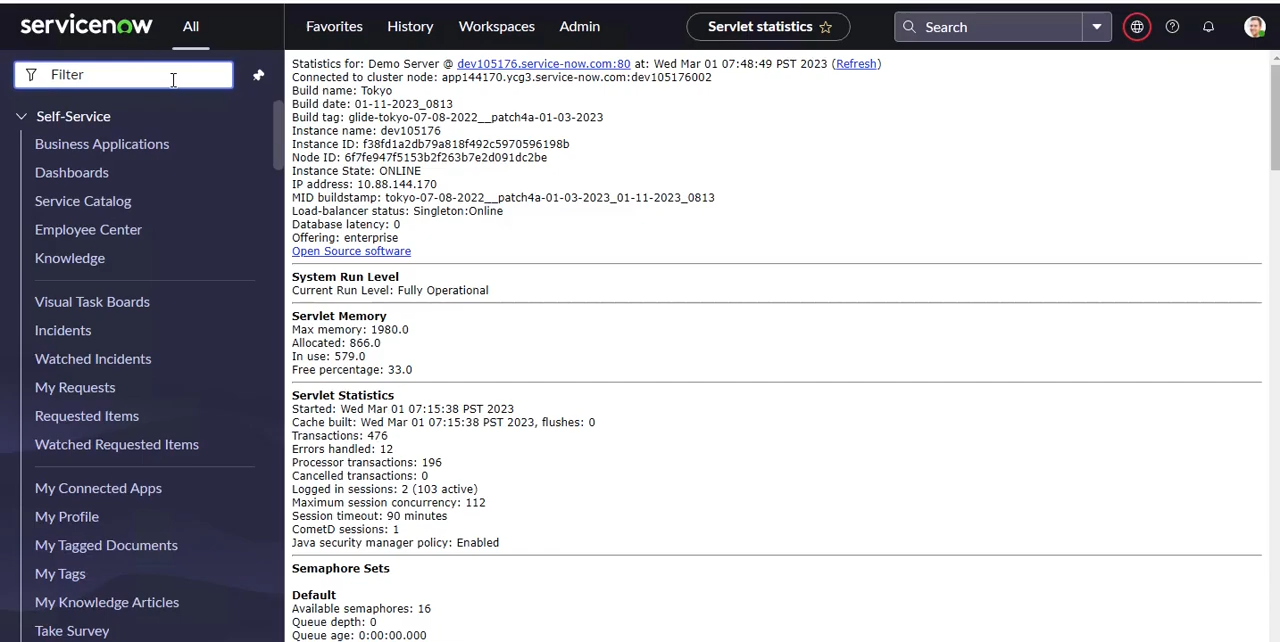 servicenow
All
Favorites
History
Workspaces
Admin
Servlet statistics
Search
Filter
Self-Service
Business Applications
Dashboards
Service Catalog
Employee Center
Knowledge
Visual Task Boards
Incidents
Watched Incidents
My Requests
Requested Items
Watched Requested Items
My Connected Apps
My Profile
My Tagged Documents
My Tags
My Knowledge Articles
Take Survey
Statistics for: Demo Server @ dev105176.service-now.com:80 at: Wed Mar 01 07:48:49 PST 2023 (Refresh)
Connected to cluster node: app144170.ycg3.service-now.com:dev105176002
Build name: Tokyo
Build date: 01-11-2023_0813
Build tag: glide-tokyo-07-08-2022__patch4a-01-03-2023
Instance name: dev105176
Instance ID: f38fd1a2db79a818f492c5970596198b
Node ID: 6f7fe947f5153b2f263b7e2d091dc2be
Instance State: ONLINE
IP address: 10.88.144.170
MID buildstamp: tokyo-07-08-2022__patch4a-01-03-2023_01-11-2023_0813
Load-balancer status: Singleton:Online
Database latency: 0
Offering: enterprise
Open Source software
System Run Level
Current Run Level: Fully Operational
Servlet Memory
Max memory: 1980.0
Allocated: 866.0
In use: 579.0
Free percentage: 33.0
Servlet Statistics
Started: Wed Mar 01 07:15:38 PST 2023
Cache built: Wed Mar 01 07:15:38 PST 2023, flushes: 0
Transactions: 476
Errors handled: 12
Processor transactions: 196
Cancelled transactions: 0
Logged in sessions: 2 (103 active)
Maximum session concurrency: 112
Session timeout: 90 minutes
CometD sessions: 1
Java security manager policy: Enabled
Semaphore Sets
Default
Available semaphores: 16
Queue depth: 0
Queue age: 0:00:00.000